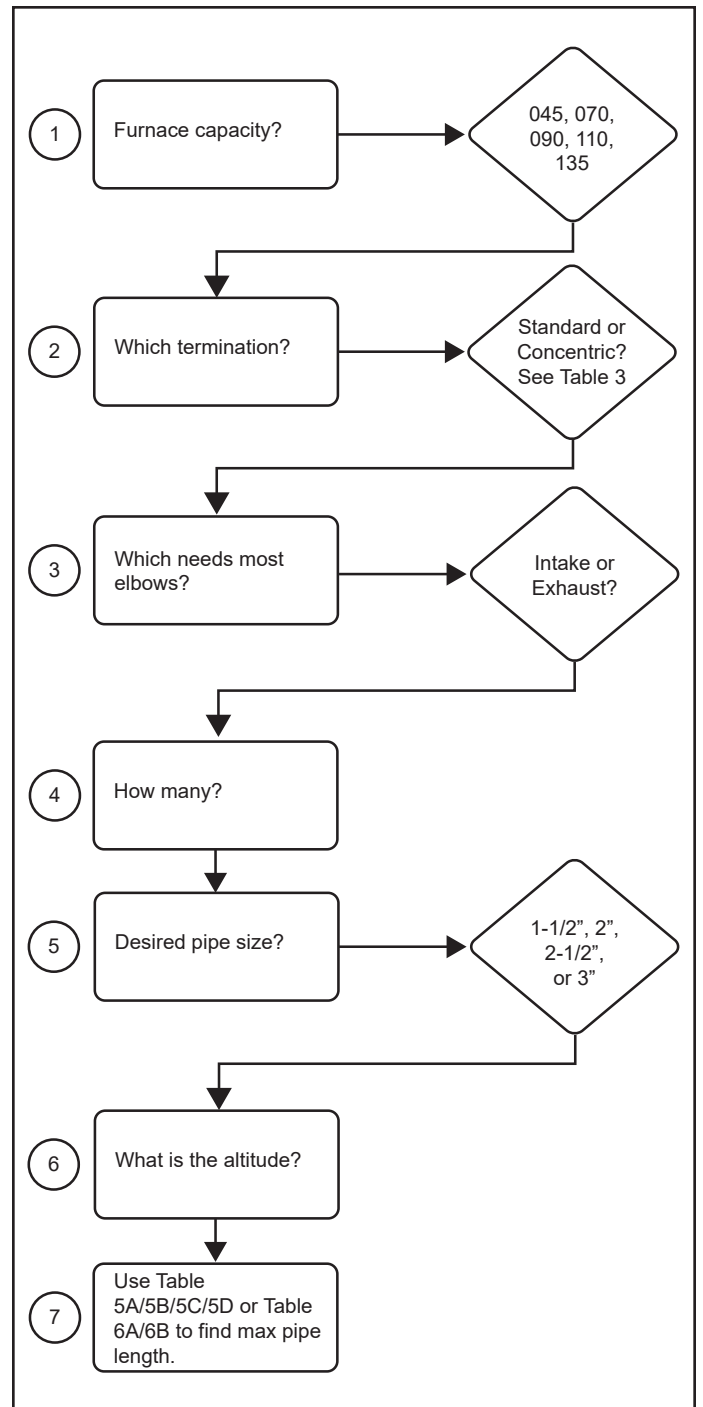 1
Furnace capacity?
045, 070,
090, 110,
135
2
Which termination?
Standard or
Concentric?
See Table 3
3
Which needs most
elbows?
Intake or
Exhaust?
4
How many?
5
Desired pipe size?
1-1/2”, 2”,
2-1/2”,
or 3”
6
What is the altitude?
7
Use Table
5A/5B/5C/5D or Table
6A/6B to find max pipe
length.